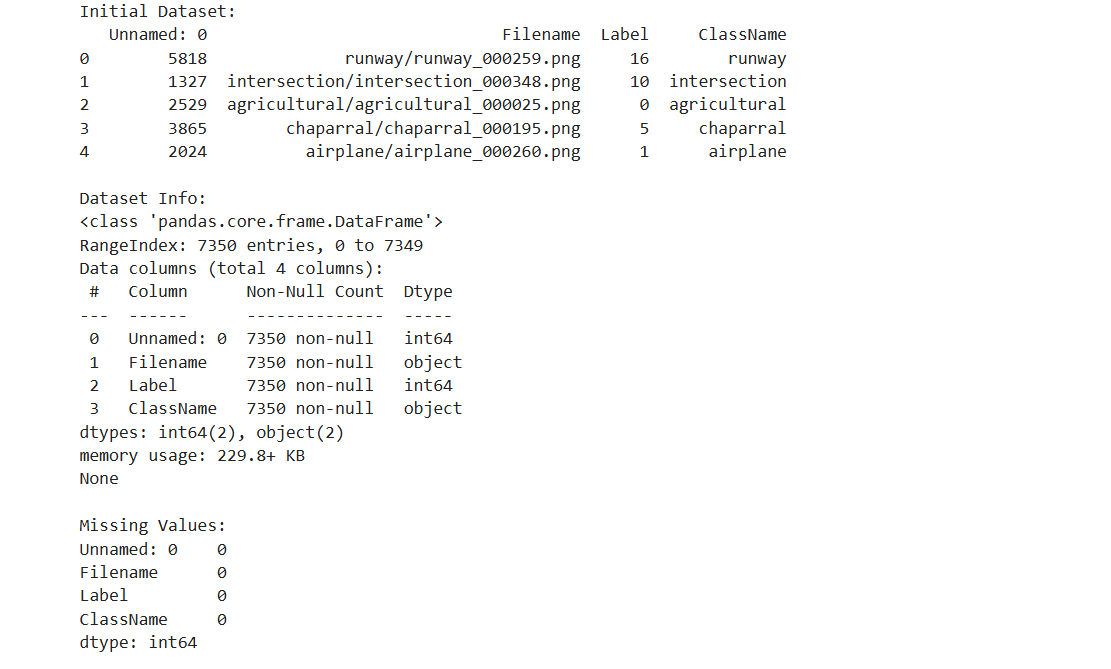 Initial Dataset:
   Unnamed: 0                              Filename  Label     ClassName
0        5818              runway/runway_000259.png     16        runway
1        1327  intersection/intersection_000348.png     10  intersection
2        2529  agricultural/agricultural_000025.png      0  agricultural
3        3865        chaparral/chaparral_000195.png      5     chaparral
4        2024          airplane/airplane_000260.png      1      airplane

Dataset Info:
<class 'pandas.core.frame.DataFrame'>
RangeIndex: 7350 entries, 0 to 7349
Data columns (total 4 columns):
 #   Column      Non-Null Count  Dtype
---  ------      --------------  -----
 0   Unnamed: 0  7350 non-null   int64
 1   Filename    7350 non-null   object
 2   Label       7350 non-null   int64
 3   ClassName   7350 non-null   object
dtypes: int64(2), object(2)
memory usage: 229.8+ KB
None

Missing Values:
Unnamed: 0    0
Filename      0
Label         0
ClassName     0
dtype: int64